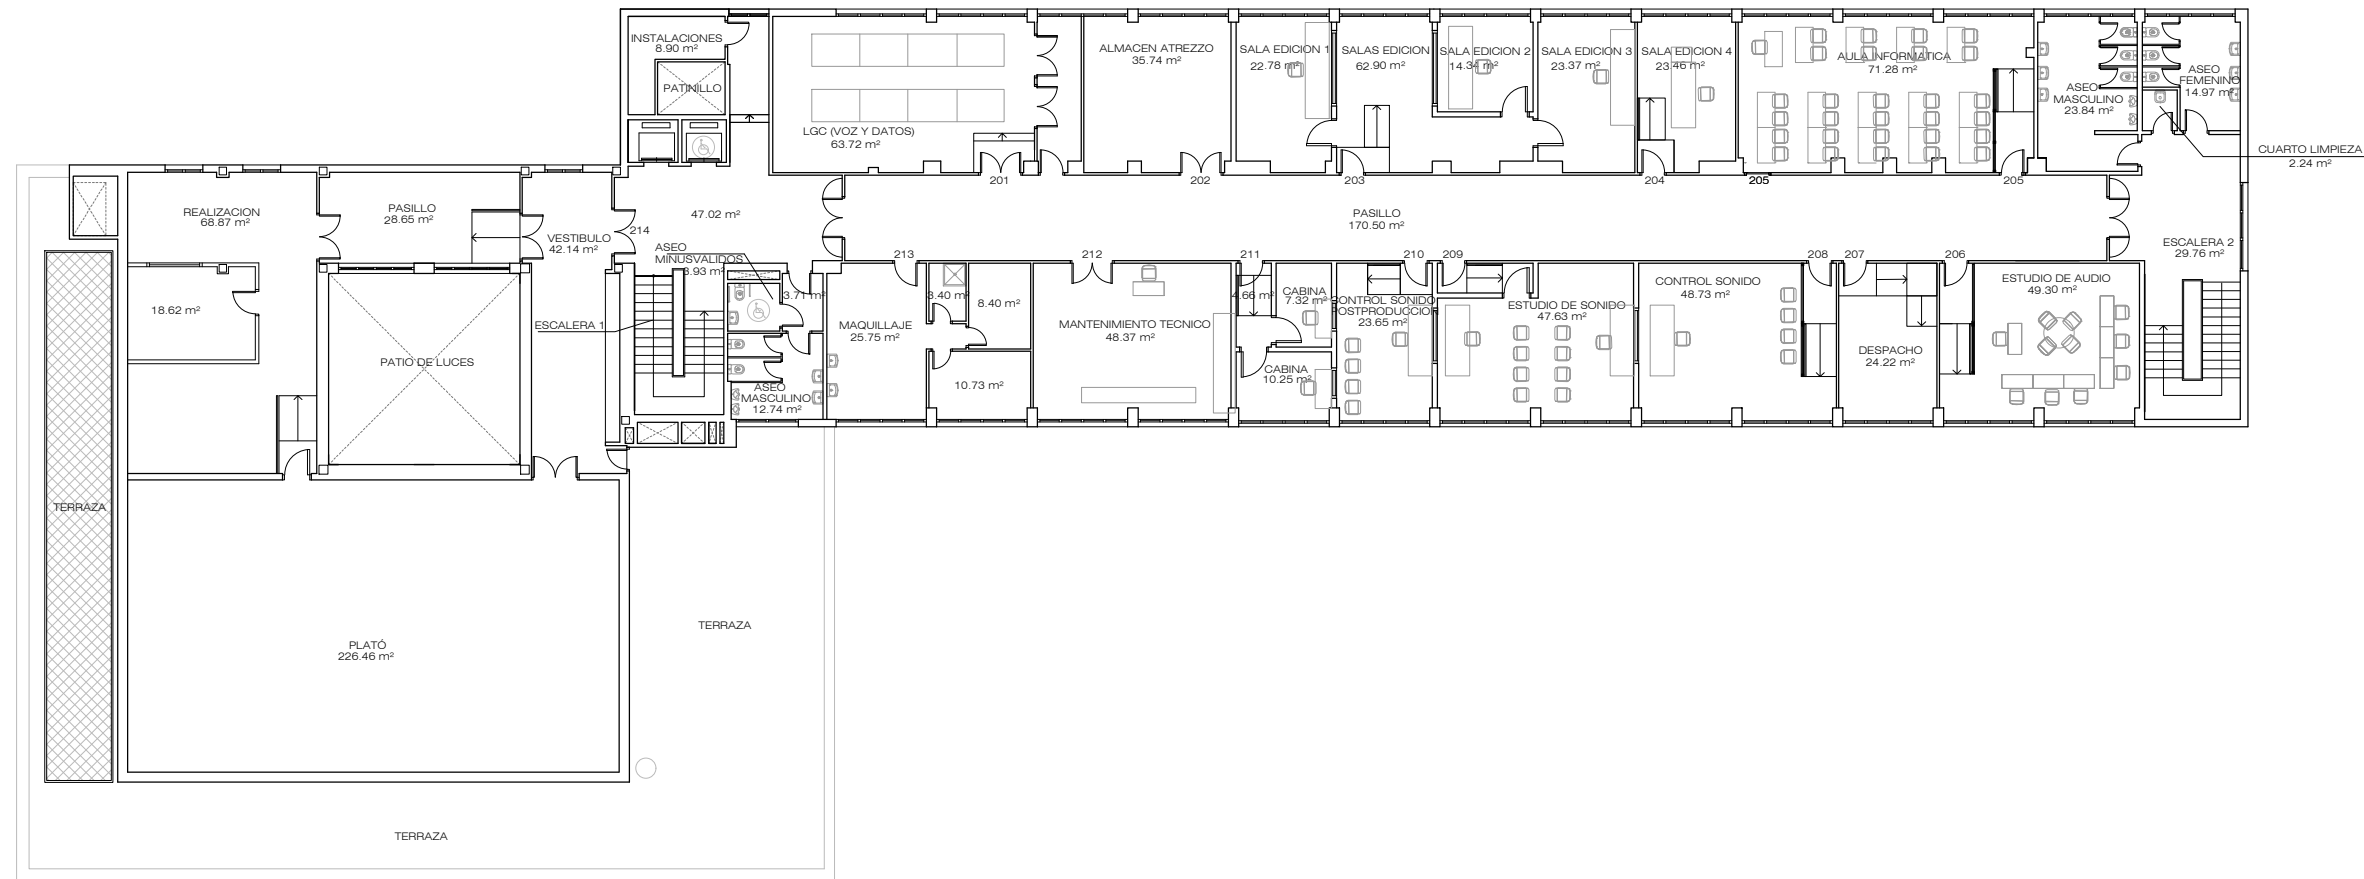 INSTALACIONES
8.90 m²
PATINILLO
LGC (VOZ Y DATOS)
63.72 m²
ALMACEN ATREZZO
35.74 m²
SALA EDICION 1
22.78 m²
SALAS EDICION
62.90 m²
SALA EDICION 2
14.34 m²
SALA EDICION 3
23.37 m²
SALA EDICION 4
23.46 m²
AULA INFORMATICA
71.28 m²
ASEO
MASCULINO
23.84 m²
ASEO
FEMENINO
14.97 m²
CUARTO LIMPIEZA
2.24 m²
201
202
203
204
205
205
REALIZACION
68.87 m²
PASILLO
28.65 m²
VESTIBULO
42.14 m²
214
47.02 m²
PASILLO
170.50 m²
ESCALERA 2
29.76 m²
ASEO
MINUSVALIDOS
3.93 m²
213
212
211
210
209
208
207
206
18.62 m²
PATIO DE LUCES
ESCALERA 1
3.71 m²
ASEO
MASCULINO
12.74 m²
MAQUILLAJE
25.75 m²
3.40 m²
8.40 m²
10.73 m²
MANTENIMIENTO TECNICO
48.37 m²
4.66 m²
CABINA
7.32 m²
CABINA
10.25 m²
CONTROL SONIDO
POSTPRODUCCION
23.65 m²
ESTUDIO DE SONIDO
47.63 m²
CONTROL SONIDO
48.73 m²
DESPACHO
24.22 m²
ESTUDIO DE AUDIO
49.30 m²
TERRAZA
PLATÓ
226.46 m²
TERRAZA
TERRAZA